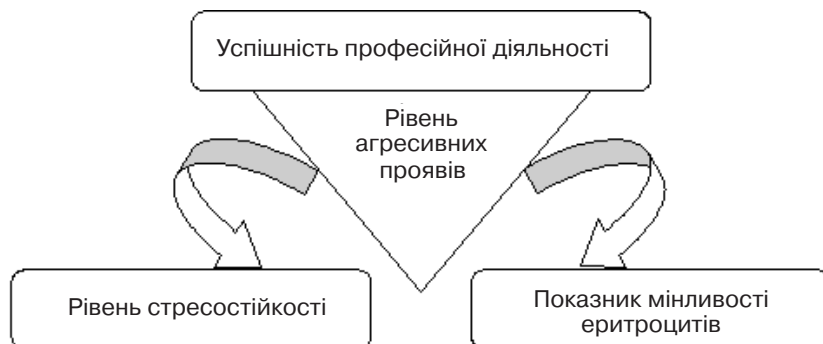 Успішність професійної діяльності
Рівень
агресивних
проявів
Рівень стресостійкості
Показник мінливості
еритроцитів